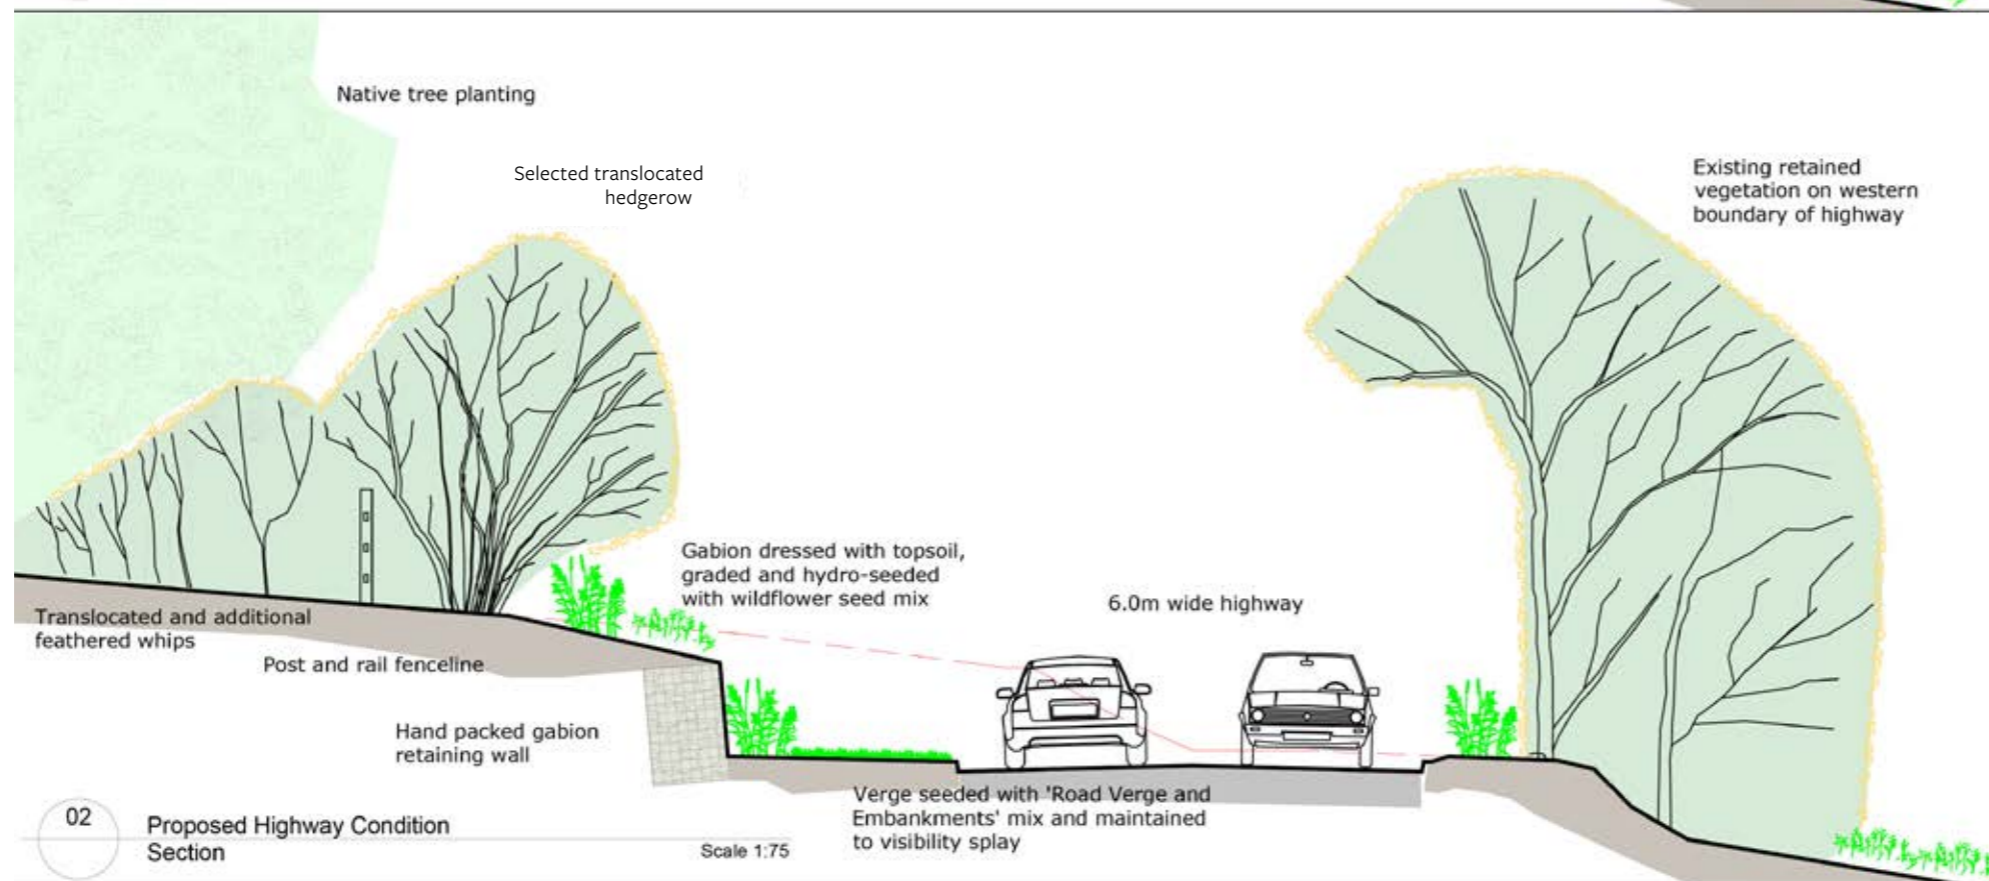 Native tree planting
Selected translocated
hedgerow
Existing retained
vegetation on western
boundary of highway
Gabion dressed with topsoil,
graded and hydro-seeded
with wildflower seed mix
6.0m wide highway
Translocated and additional
feathered whips
Post and rail fenceline
Hand packed gabion
retaining wall
Verge seeded with 'Road Verge and
Embankments' mix and maintained
to visibility splay
02
Proposed Highway Condition
Section
Scale 1:75